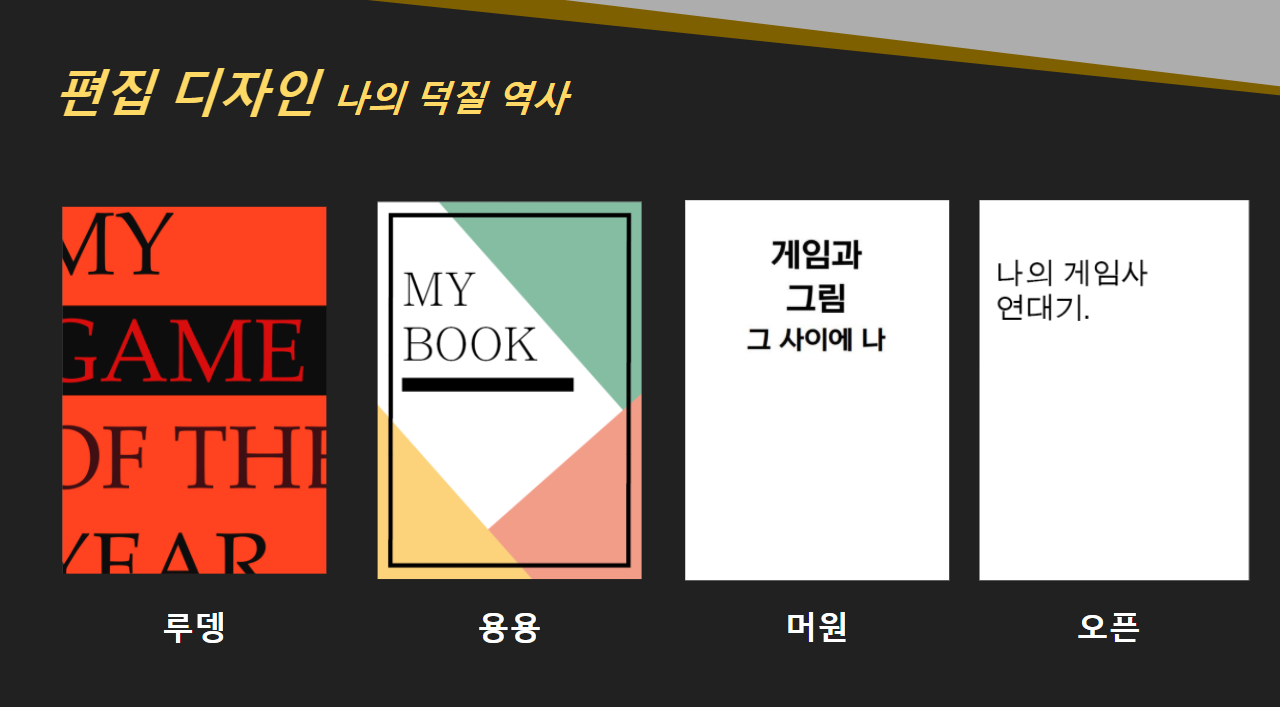 편집 디자인 나의 덕질 역사
MY
GAME
OF THE
YEAR
루뎅
MY
BOOK
용용
게임과
그림
그 사이에 나
머원
나의 게임사
연대기.
오픈